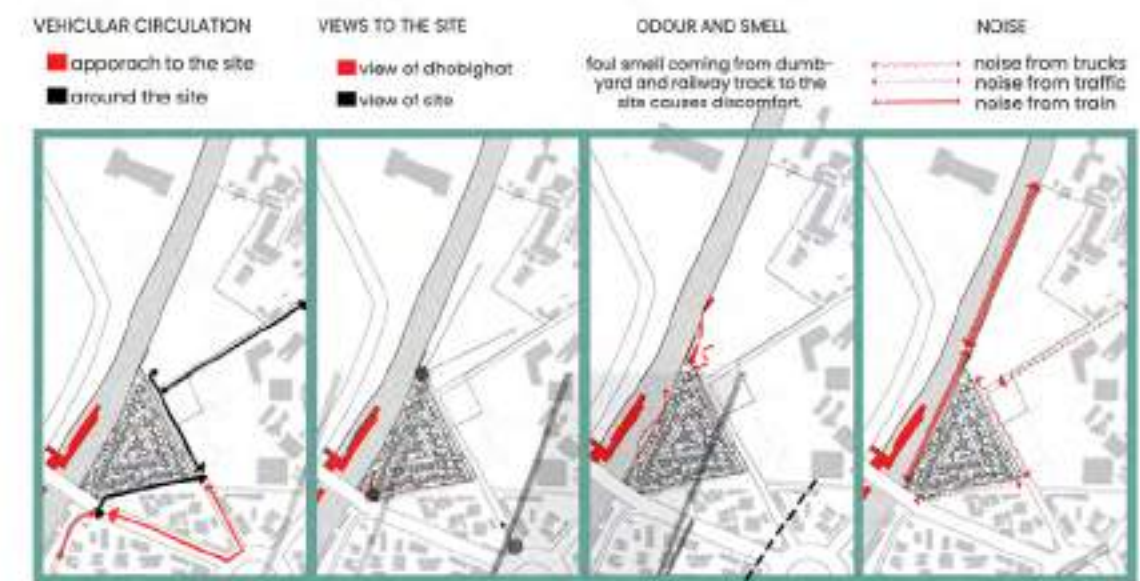 VEHICULAR CIRCULATION
apporach to the site
around the site
VIEWS TO THE SITE
view of dhobighat
view of site
ODOUR AND SMELL
foul smell coming from dumb-
yard and railway track to the
site causes discomfort.
NOISE
noise from trucks
noise from traffic
noise from train